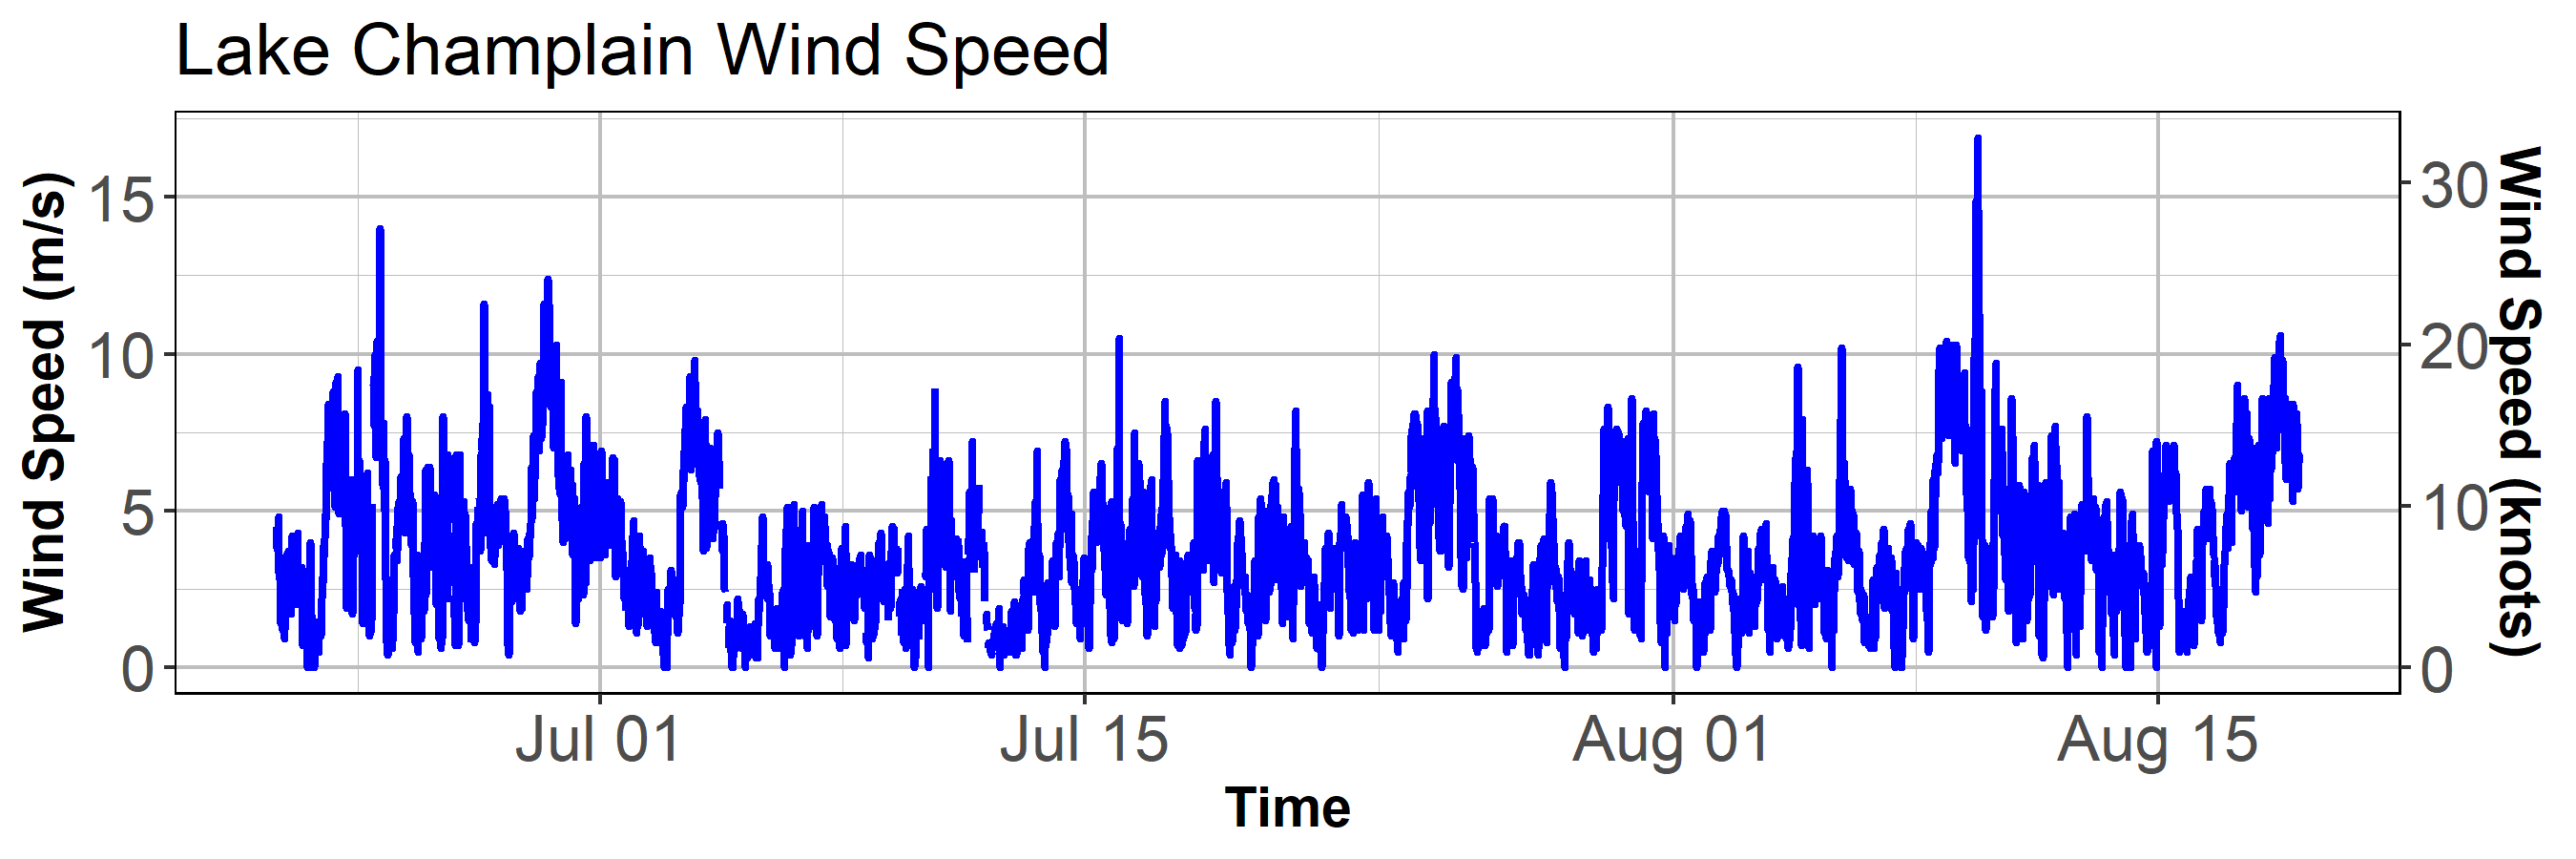 Lake Champlain Wind Speed
Wind Speed (m/s)
15
10
5
0
30
20
10
0
Wind Speed (knots)
Jul 01
Jul 15
Aug 01
Aug 15
Time